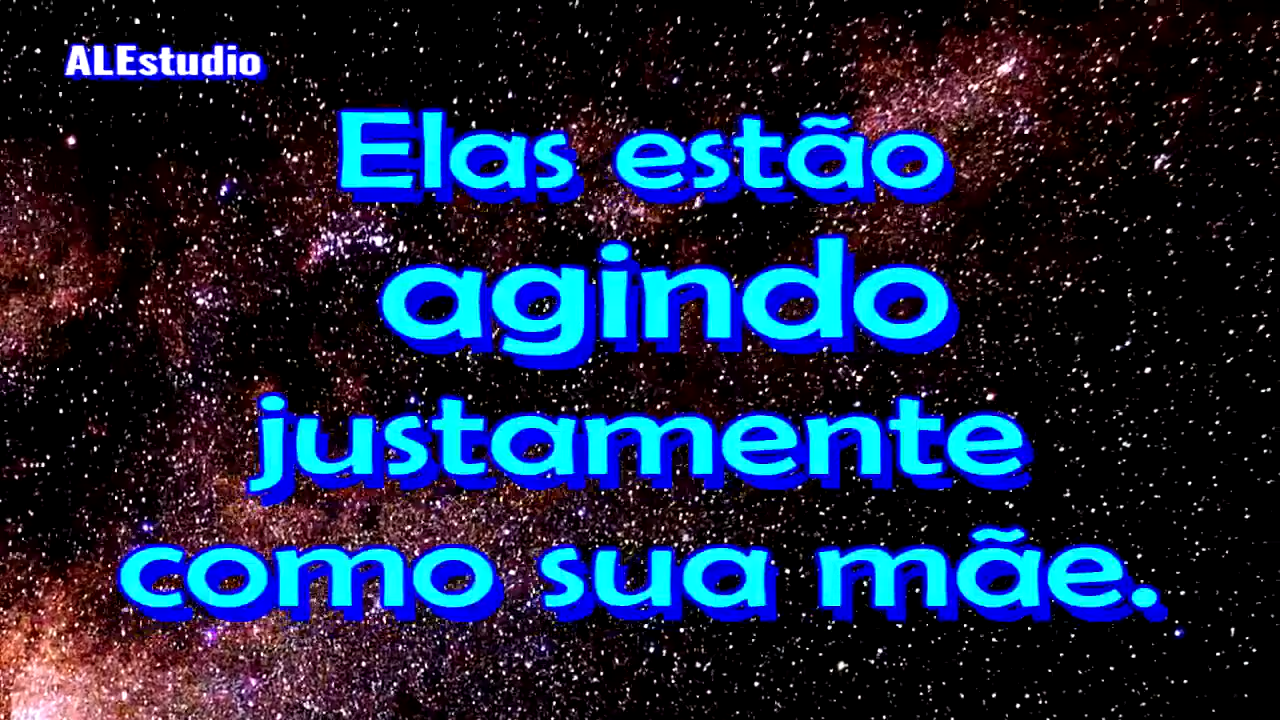 ALEstudio
Elas estão
agindo
justamente
como sua mãe.